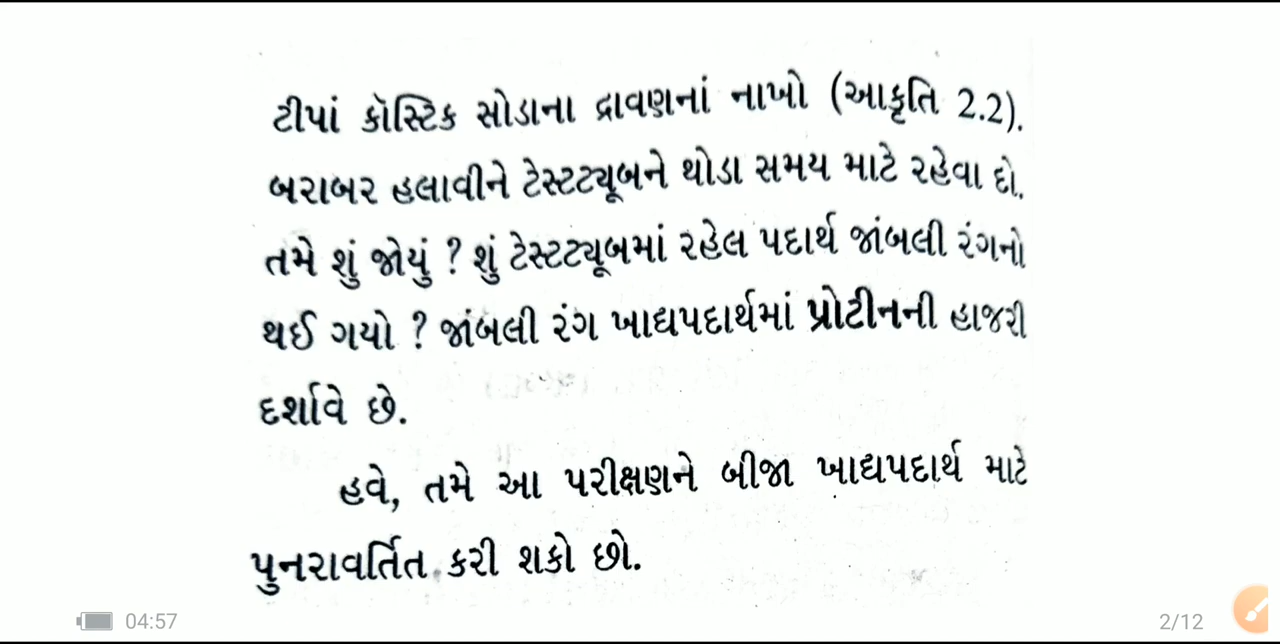 ટીપાં કૉસ્ટિક સોડાના દ્રાવણનાં નાખો (આકૃતિ 2.2).
બરાબર હલાવીને ટેસ્ટટ્યૂબને થોડા સમય માટે રહેવા દો.
તમે શું જોયું ? શું ટેસ્ટટ્યૂબમાં રહેલ પદાર્થ જાંબલી રંગનો
થઈ ગયો ? જાંબલી રંગ ખાદ્યપદાર્થમાં પ્રોટીનની હાજરી
દર્શાવે છે.
હવે, તમે આ પરીક્ષણને બીજા ખાદ્યપદાર્થ માટે
પુનરાવર્તિત કરી શકો છો.
04:57
2/12